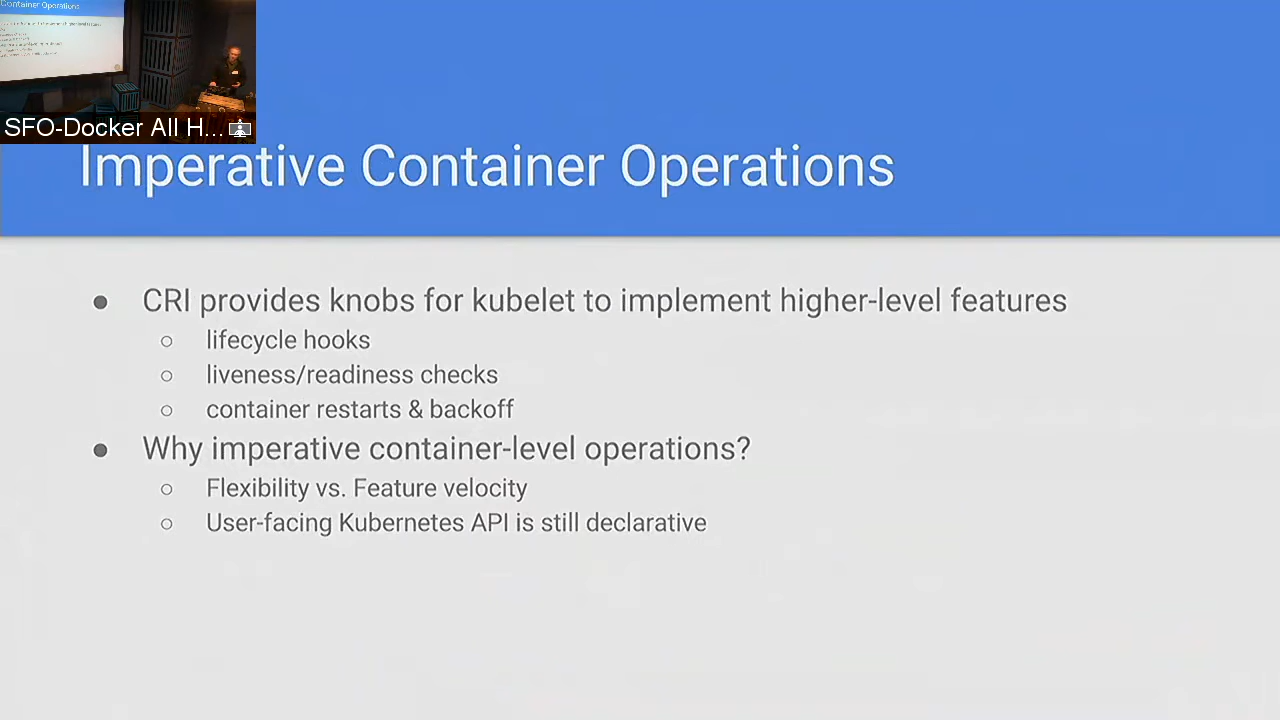 Container Operations
SFO-Docker All H...
Imperative Container Operations
● CRI provides knobs for kubelet to implement higher-level features
○ lifecycle hooks
○ liveness/readiness checks
○ container restarts & backoff
● Why imperative container-level operations?
○ Flexibility vs. Feature velocity
○ User-facing Kubernetes API is still declarative